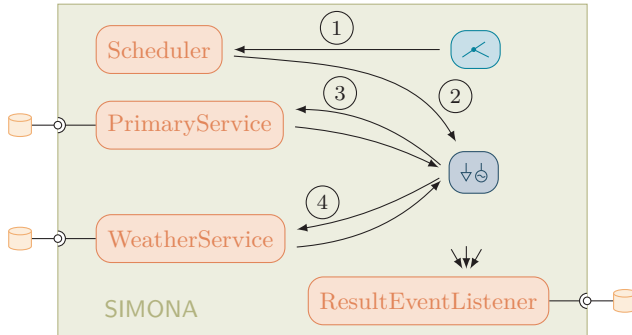 1
Scheduler
2
3
PrimaryService
4
WeatherService
ResultEventListener
SIMONA